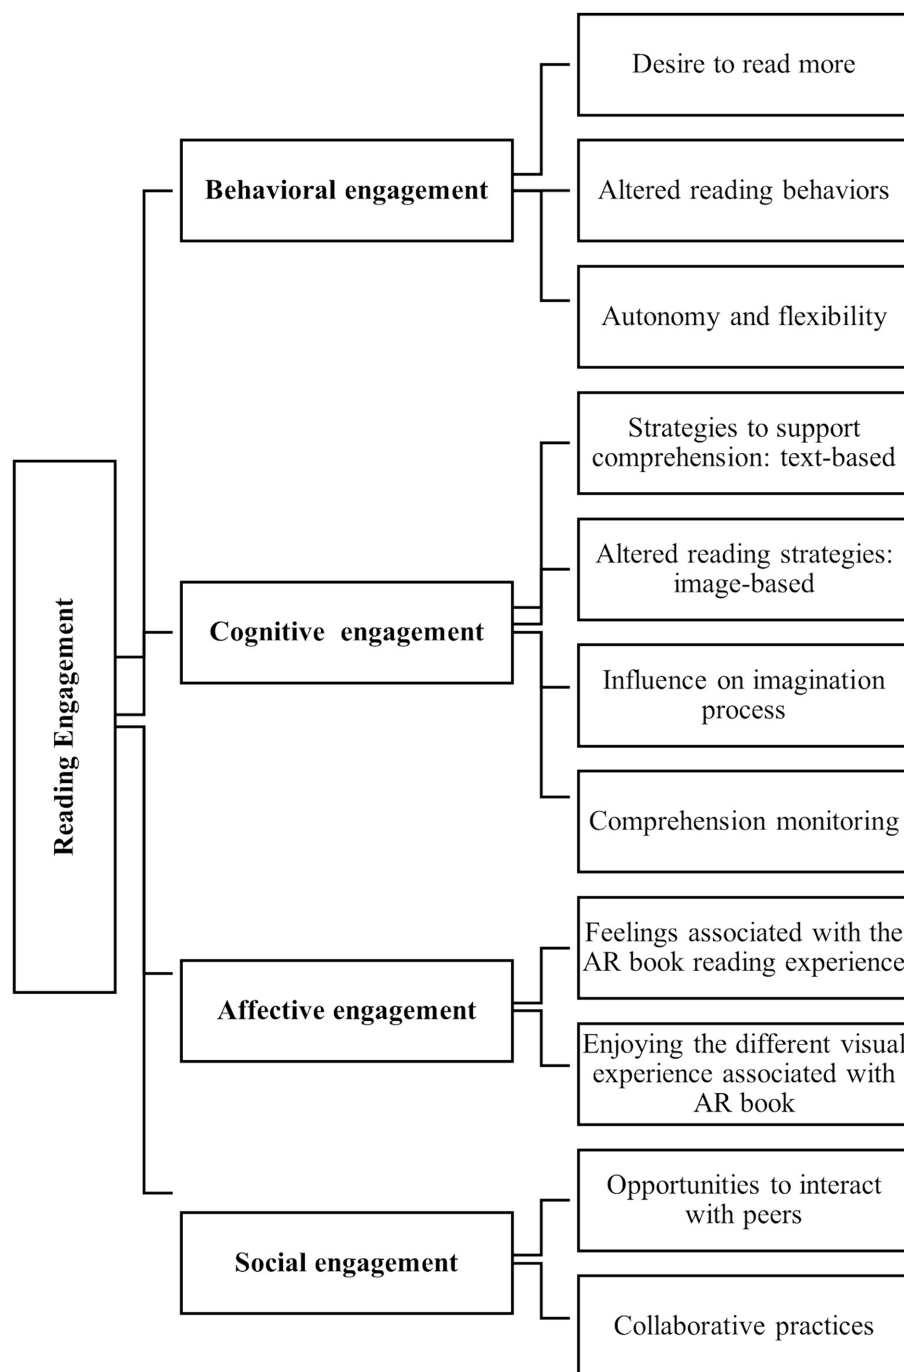 Reading Engagement
Behavioral engagement
Desire to read more
Altered reading behaviors
Autonomy and flexibility
Cognitive engagement
Strategies to support
comprehension: text-based
Altered reading strategies:
image-based
Influence on imagination
process
Comprehension monitoring
Affective engagement
Feelings associated with the
AR book reading experience
Enjoying the different visual
experience associated with
AR book
Social engagement
Opportunities to interact
with peers
Collaborative practices